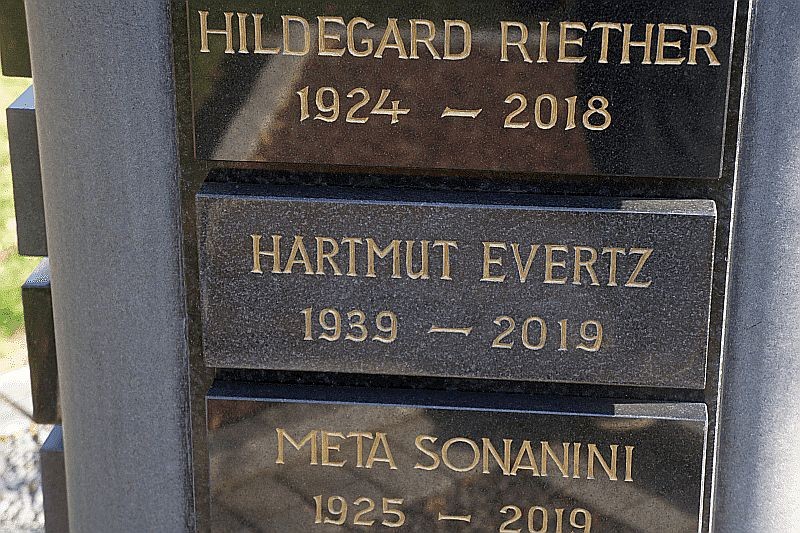 HILDEGARD RIETHER
1924 – 2018
HARTMUT EVERTZ
1939 – 2019
META SONANINI
1925 – 2019